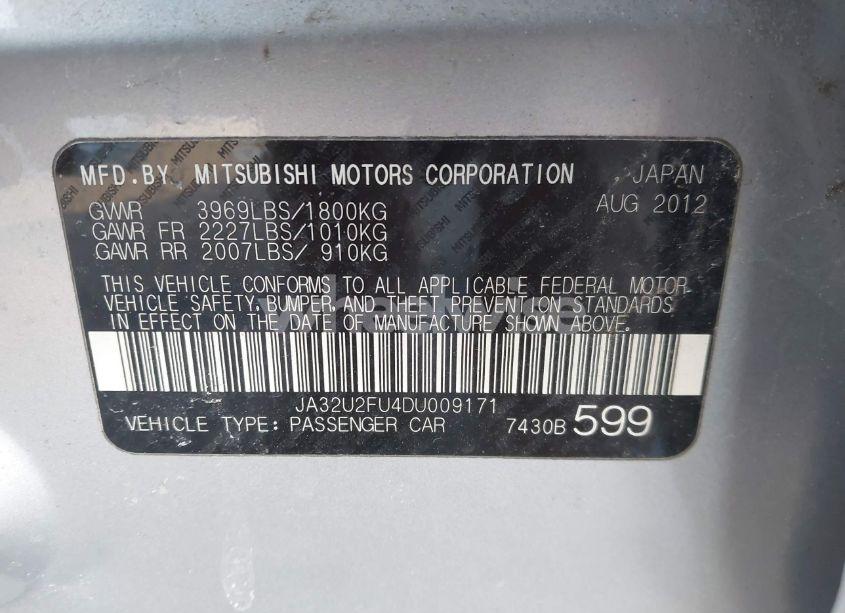 MFD.BY. MITSUBISHI MOTORS CORPORATION , JAPAN
GVWR 3969LBS/1800KG AUG 2012
GAWR FR 2227LBS/1010KG
GAWR RR 2007LBS/ 910KG
THIS VEHICLE CONFORMS TO ALL APPLICABLE FEDERAL MOTOR
VEHICLE SAFETY, BUMPER, AND THEFT PREVENTION STANDARDS
IN EFFECT ON THE DATE OF MANUFACTURE SHOWN ABOVE.
JA32U2FU4DU009171
VEHICLE TYPE: PASSENGER CAR 7430B 599